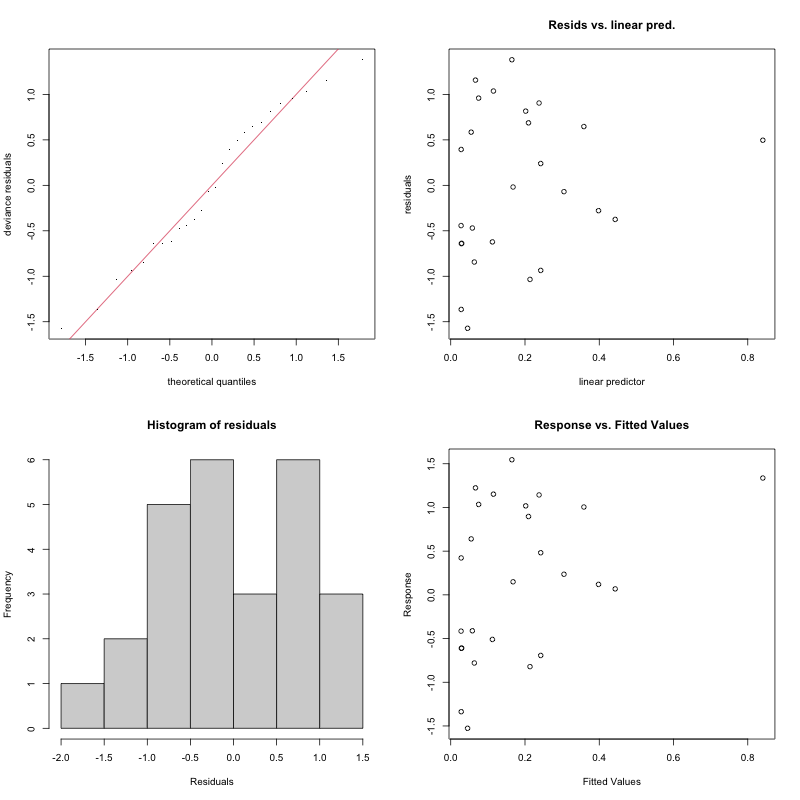 deviance residuals
1.0
0.5
0.0
-0.5
-1.0
-1.5
-1.5 -1.0 -0.5 0.0 0.5 1.0 1.5
theoretical quantiles
Resids vs. linear pred.
residuals
1.0
0.5
0.0
-0.5
-1.0
-1.5
0.0 0.2 0.4 0.6 0.8
linear predictor
Histogram of residuals
Frequency
6
5
4
3
2
1
0
-2.0 -1.5 -1.0 -0.5 0.0 0.5 1.0 1.5
Residuals
Response vs. Fitted Values
Response
1.5
1.0
0.5
0.0
-0.5
-1.0
-1.5
0.0 0.2 0.4 0.6 0.8
Fitted Values